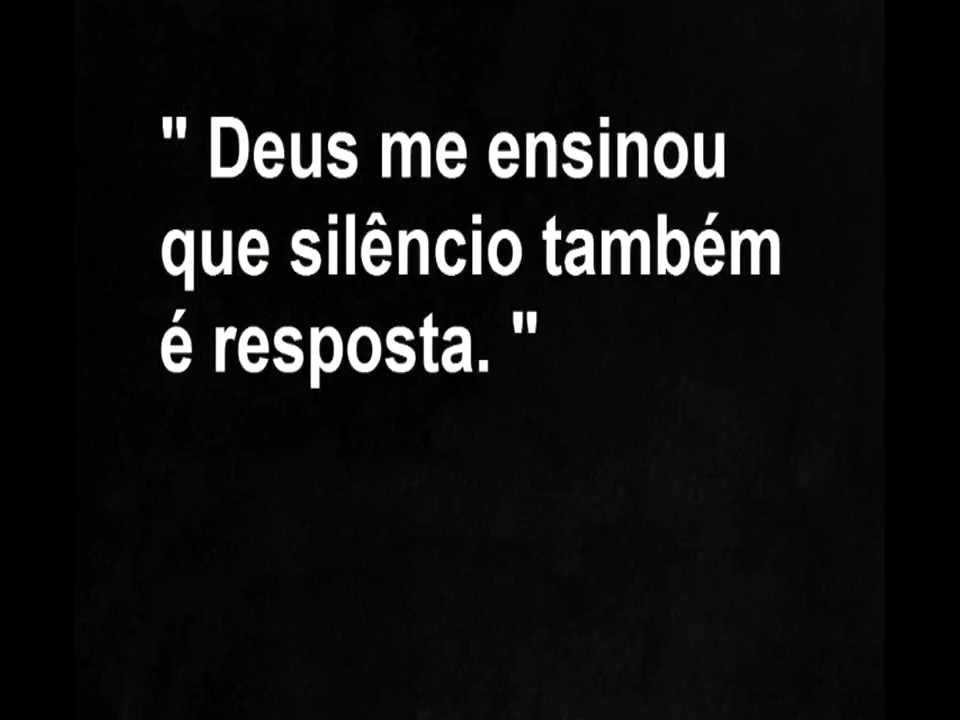 " Deus me ensinou
que silêncio também
é resposta. "